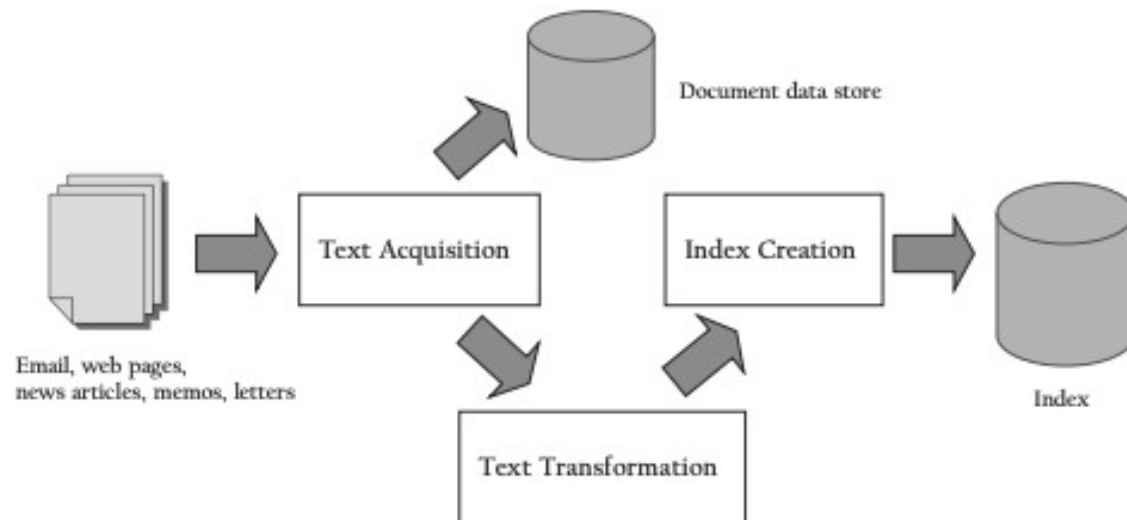 Document data store
Text Acquisition
Index Creation
Email, web pages,
news articles, memos, letters
Index
Text Transformation